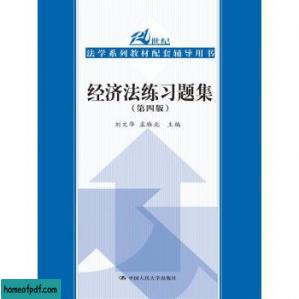 21世纪
法学系列教材配套辅导用书
经济法练习题集
（第四版）
刘文华 孟雁北 主编
中国人民大学出版社
homeofpdf.com